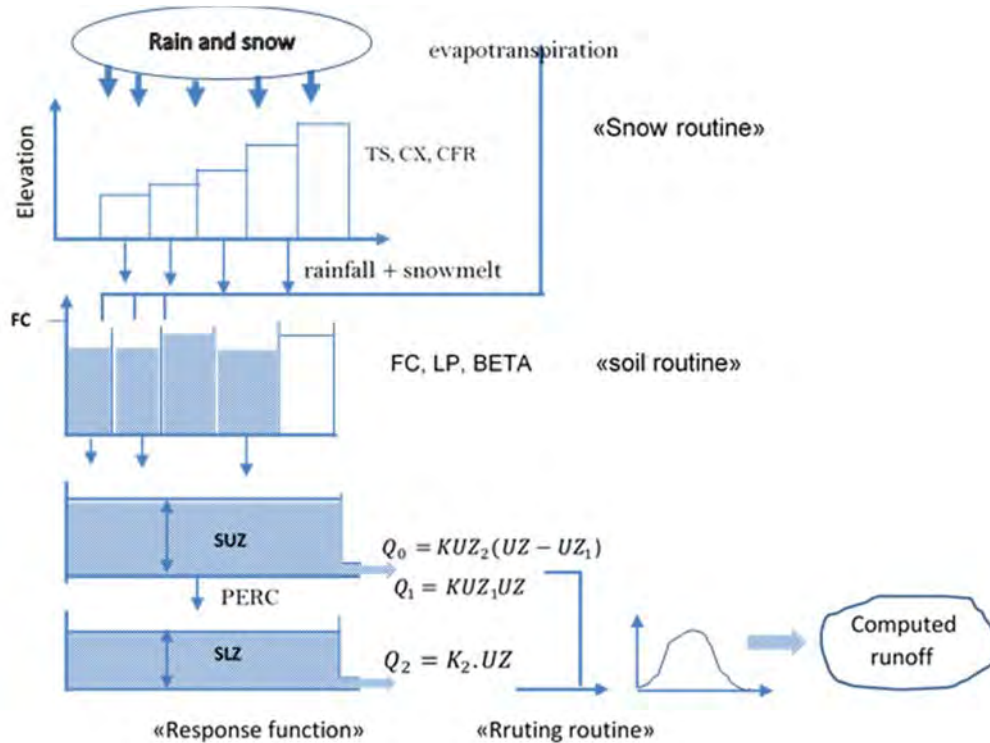 Rain and snow
evapotranspiration
«Snow routine»
Elevation
TS, CX, CFR
rainfall + snowmelt
FC
FC, LP, BETA
«soil routine»
SUZ
Q₀ = KUZ₂(UZ − UZ₁)
Q₁ = KUZ₁UZ
PERC
SLZ
Q₂ = K₂.UZ
Computed
runoff
«Response function»
«Rruting routine»